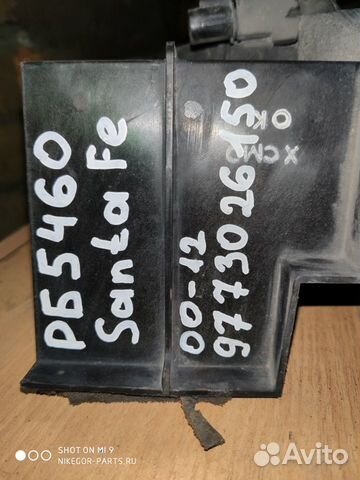 РБ5460
Santa Fe
00-12
97730 26150
ОК
ХСМО
SHOT ON MI 9
NIKEGOR-PARTS.RU
Avito